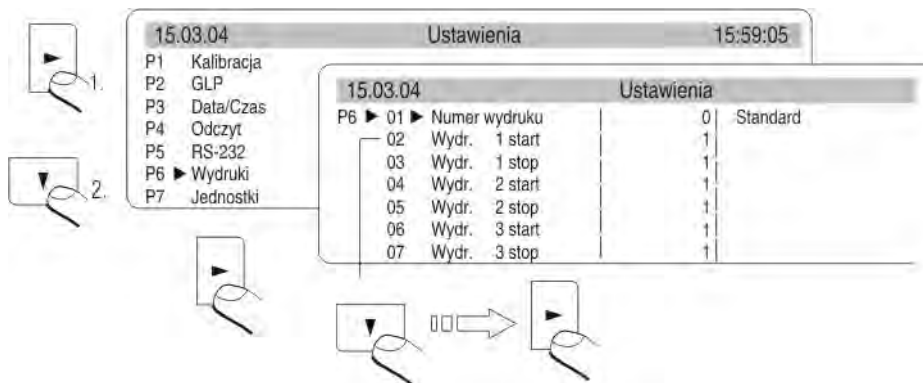 15.03.04 Ustawienia 15:59:05
P1 Kalibracja
P2 GLP
P3 Data/Czas
P4 Odczyt
P5 RS-232
P6 ► Wydruki
P7 Jednostki
1.
2.
15.03.04 Ustawienia
P6 ► 01 ► Numer wydruku | 0 | Standard
02 Wydr. 1 start | 1 |
03 Wydr. 1 stop | 1 |
04 Wydr. 2 start | 1 |
05 Wydr. 2 stop | 1 |
06 Wydr. 3 start | 1 |
07 Wydr. 3 stop | 1 |